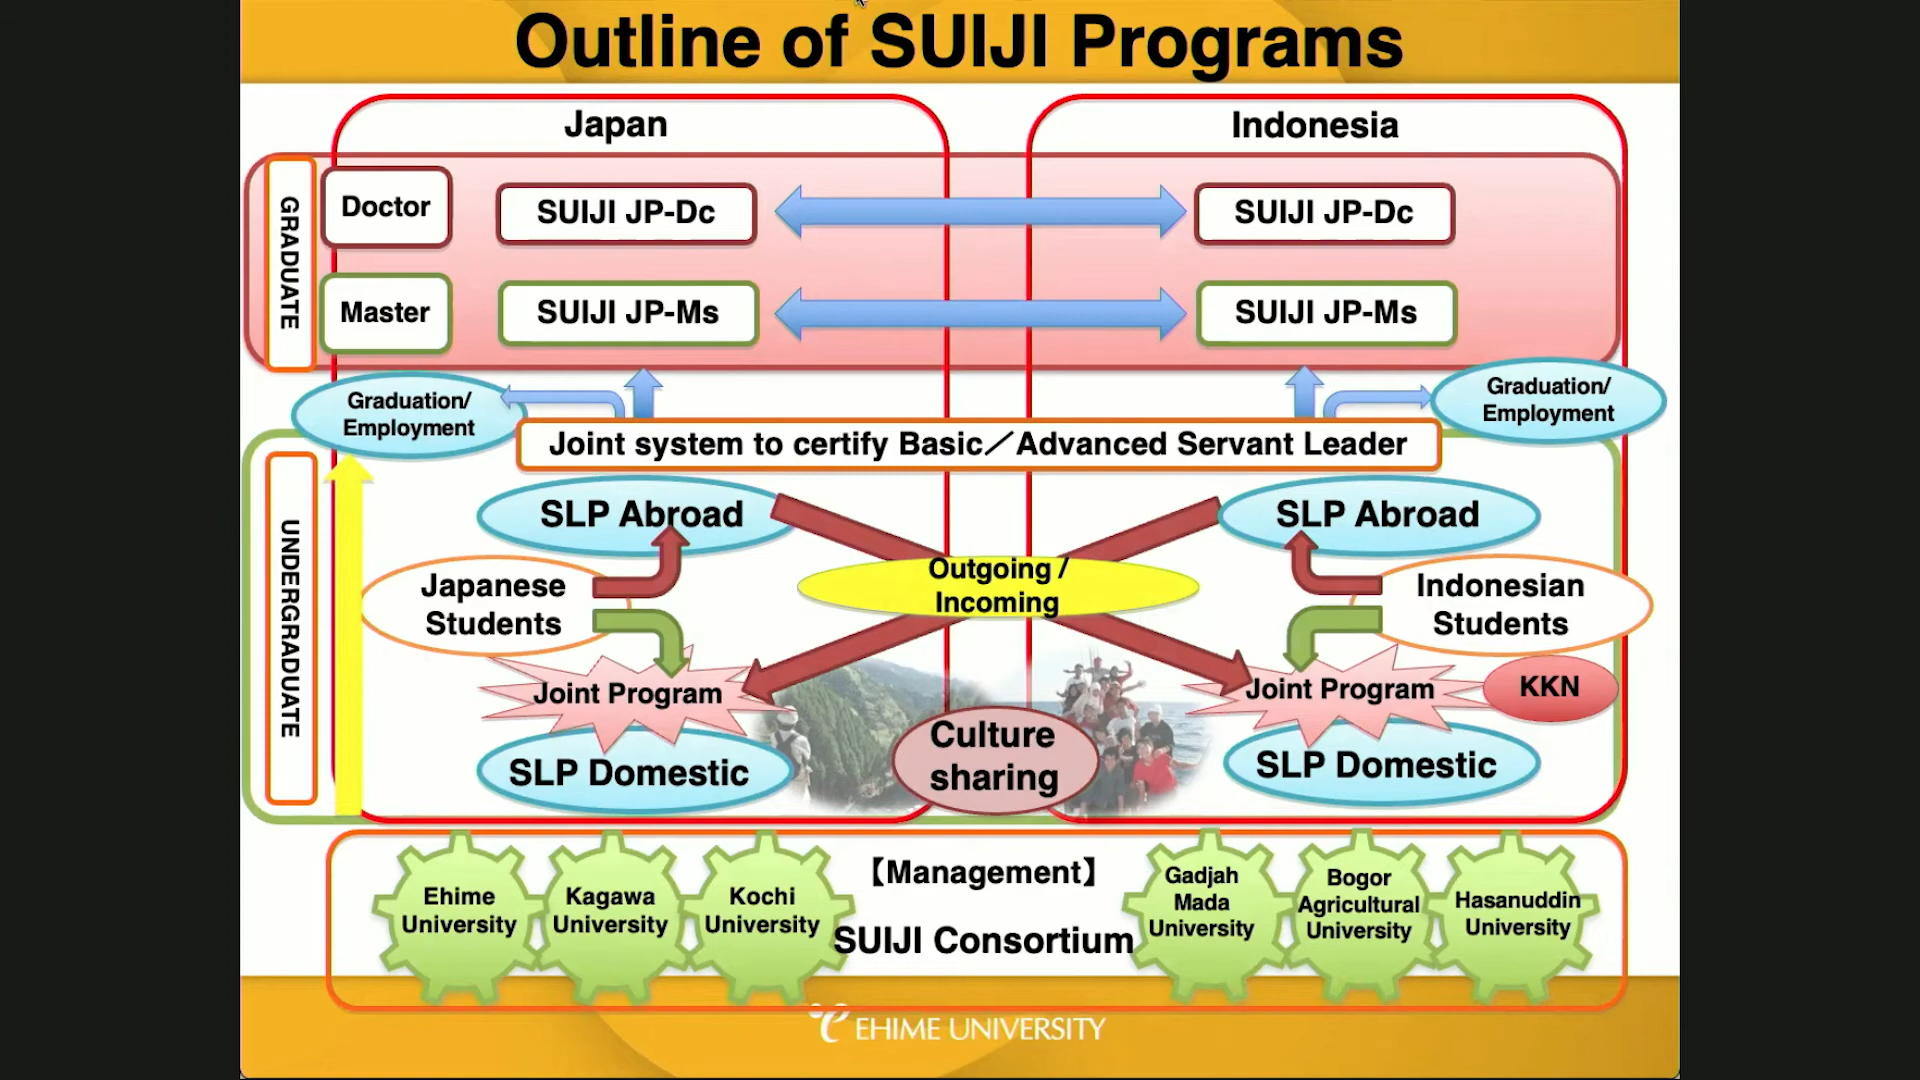 Outline of SUIJI Programs
Japan
Indonesia
GRADUATE
Doctor
SUIJI JP-Dc
SUIJI JP-Dc
Master
SUIJI JP-Ms
SUIJI JP-Ms
Graduation/
Employment
Graduation/
Employment
Joint system to certify Basic／Advanced Servant Leader
UNDERGRADUATE
SLP Abroad
SLP Abroad
Japanese
Students
Outgoing /
Incoming
Indonesian
Students
Joint Program
Joint Program
KKN
Culture
sharing
SLP Domestic
SLP Domestic
Ehime
University
Kagawa
University
Kochi
University
【Management】
SUIJI Consortium
Gadjah
Mada
University
Bogor
Agricultural
University
Hasanuddin
University
EHIME UNIVERSITY